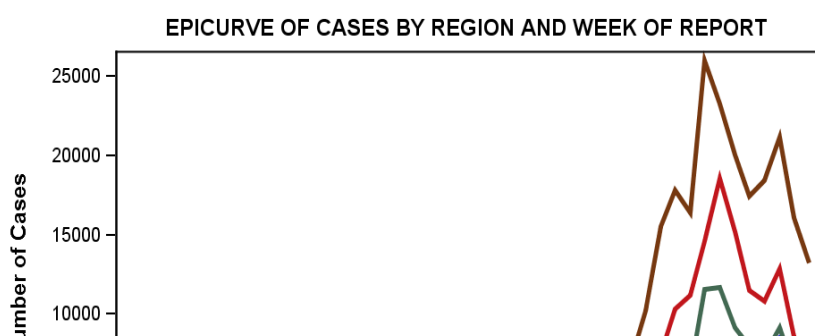 EPICURVE OF CASES BY REGION AND WEEK OF REPORT
25000
20000
15000
10000
umber of Cases